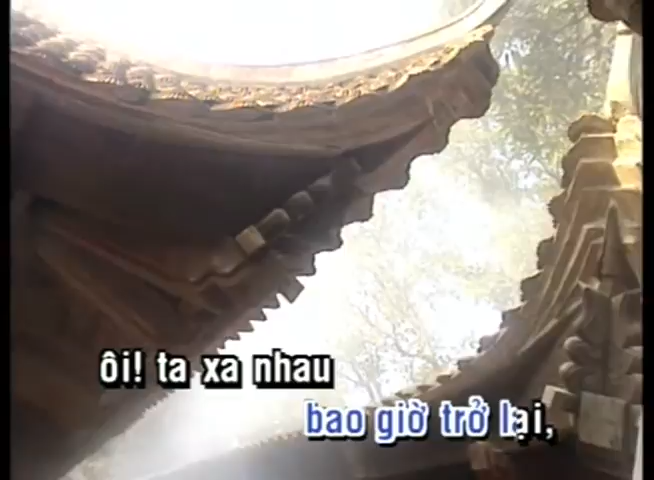 ôi! ta xa nhau
bao giờ trở lại,